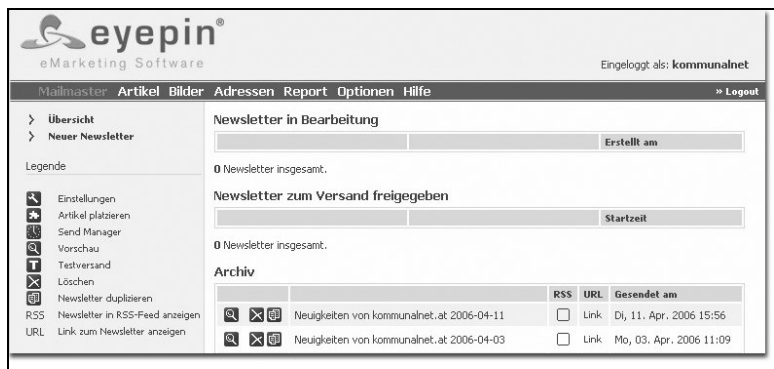 eyepin®
eMarketing Software
Eingeloggt als: kommunalnet
Mailmaster Artikel Bilder Adressen Report Optionen Hilfe » Logout
Übersicht
Neuer Newsletter
Legende
Einstellungen
Artikel platzieren
Send Manager
Vorschau
T Testversand
Löschen
Newsletter duplizieren
RSS Newsletter in RSS-Feed anzeigen
URL Link zum Newsletter anzeigen
Newsletter in Bearbeitung
Erstellt am
0 Newsletter insgesamt.
Newsletter zum Versand freigegeben
Startzeit
0 Newsletter insgesamt.
Archiv
RSS URL Gesendet am
Neuigkeiten von kommunalnet.at 2006-04-11 Link Di, 11. Apr. 2006 15:56
Neuigkeiten von kommunalnet.at 2006-04-03 Link Mo, 03. Apr. 2006 11:09